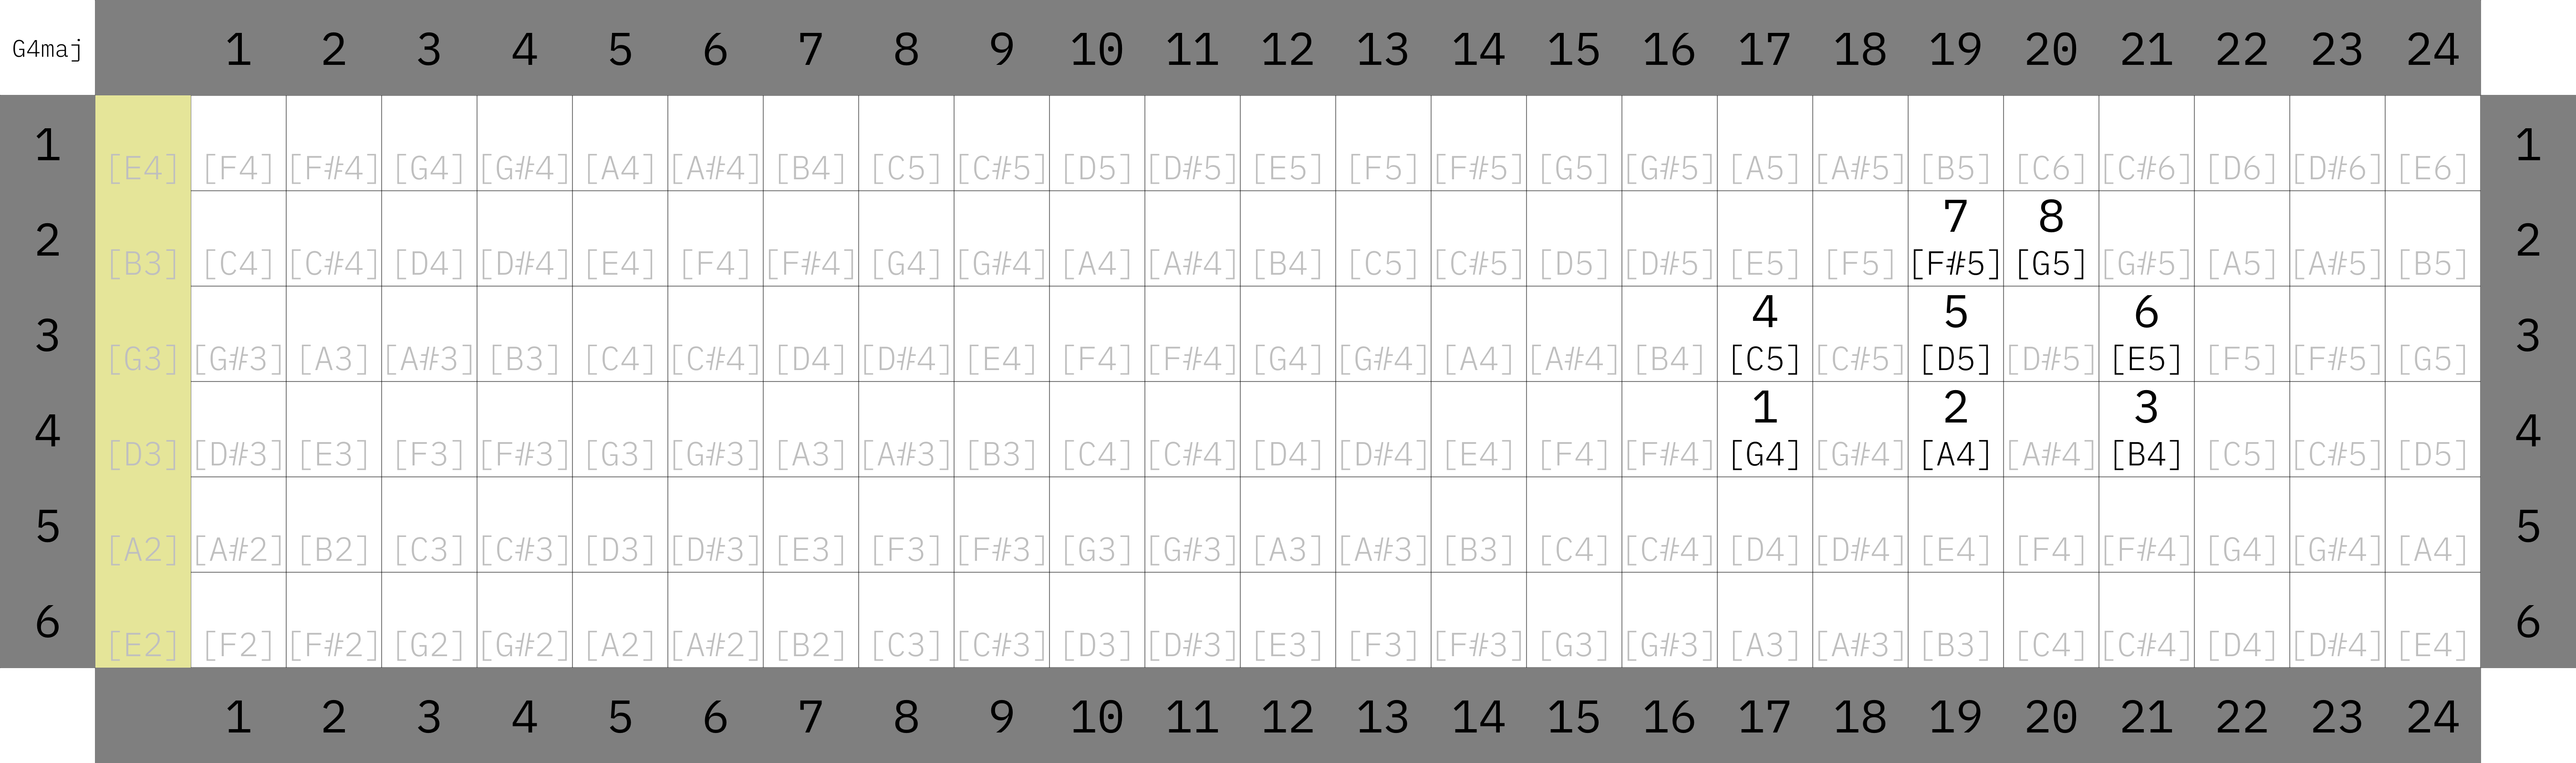 G4maj 1 2 3 4 5 6 7 8 9 10 11 12 13 14 15 16 17 18 19 20 21 22 23 24
1 [E4] [F4] [F#4] [G4] [G#4] [A4] [A#4] [B4] [C5] [C#5] [D5] [D#5] [E5] [F5] [F#5] [G5] [G#5] [A5] [A#5] [B5] [C6] [C#6] [D6] [D#6] [E6] 1
7 8
2 [B3] [C4] [C#4] [D4] [D#4] [E4] [F4] [F#4] [G4] [G#4] [A4] [A#4] [B4] [C5] [C#5] [D5] [D#5] [E5] [F5] [F#5] [G5] [G#5] [A5] [A#5] [B5] 2
4 5 6
3 [G3] [G#3] [A3] [A#3] [B3] [C4] [C#4] [D4] [D#4] [E4] [F4] [F#4] [G4] [G#4] [A4] [A#4] [B4] [C5] [C#5] [D5] [D#5] [E5] [F5] [F#5] [G5] 3
1 2 3
4 [D3] [D#3] [E3] [F3] [F#3] [G3] [G#3] [A3] [A#3] [B3] [C4] [C#4] [D4] [D#4] [E4] [F4] [F#4] [G4] [G#4] [A4] [A#4] [B4] [C5] [C#5] [D5] 4
5 [A2] [A#2] [B2] [C3] [C#3] [D3] [D#3] [E3] [F3] [F#3] [G3] [G#3] [A3] [A#3] [B3] [C4] [C#4] [D4] [D#4] [E4] [F4] [F#4] [G4] [G#4] [A4] 5
6 [E2] [F2] [F#2] [G2] [G#2] [A2] [A#2] [B2] [C3] [C#3] [D3] [D#3] [E3] [F3] [F#3] [G3] [G#3] [A3] [A#3] [B3] [C4] [C#4] [D4] [D#4] [E4] 6
1 2 3 4 5 6 7 8 9 10 11 12 13 14 15 16 17 18 19 20 21 22 23 24